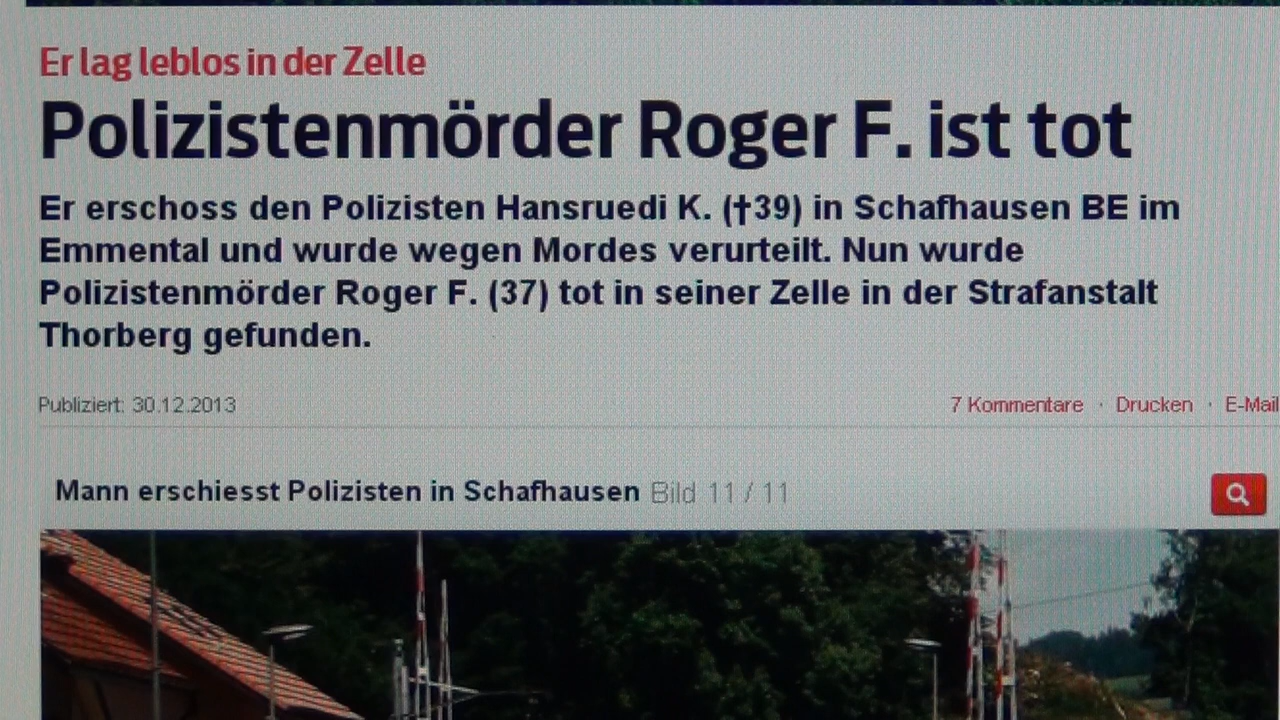 Er lag leblos in der Zelle
Polizistenmörder Roger F. ist tot
Er erschoss den Polizisten Hansruedi K. (†39) in Schafhausen BE im
Emmental und wurde wegen Mordes verurteilt. Nun wurde
Polizistenmörder Roger F. (37) tot in seiner Zelle in der Strafanstalt
Thorberg gefunden.
Publiziert: 30.12.2013
7 Kommentare · Drucken · E-Mail
Mann erschiesst Polizisten in Schafhausen Bild 11 / 11